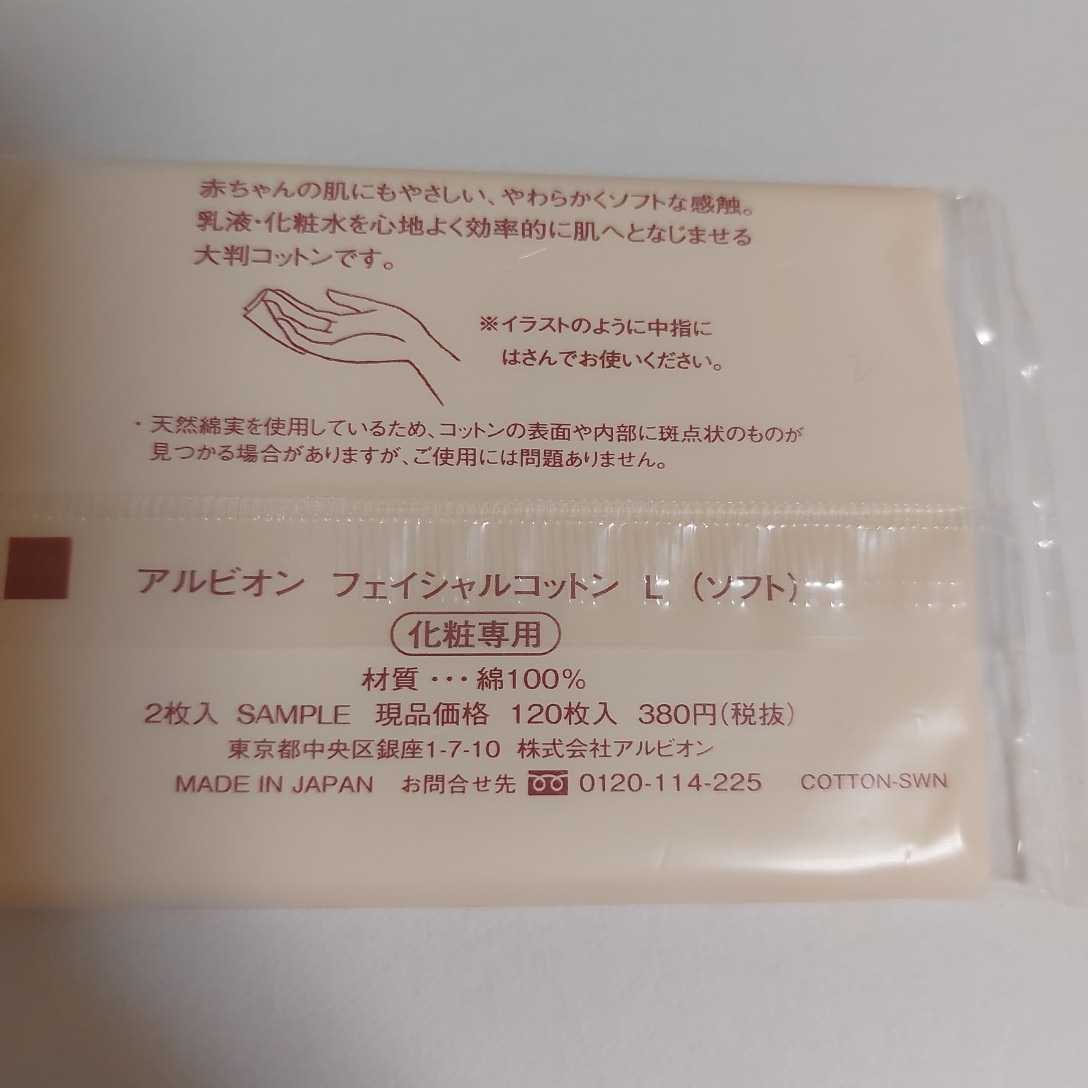 赤ちゃんの肌にもやさしい、やわらかくソフトな感触。
乳液・化粧水を心地よく効率的に肌へとなじませる
大判コットンです。
※イラストのように中指に
はさんでお使いください。
・天然綿実を使用しているため、コットンの表面や内部に斑点状のものが
見つかる場合がありますが、ご使用には問題ありません。
アルビオン フェイシャルコットン L （ソフト）
化粧専用
材質・・・綿100%
2枚入 SAMPLE 現品価格 120枚入 380円(税抜)
東京都中央区銀座1-7-10 株式会社アルビオン
MADE IN JAPAN お問合せ先 0120-114-225 COTTON-SWN